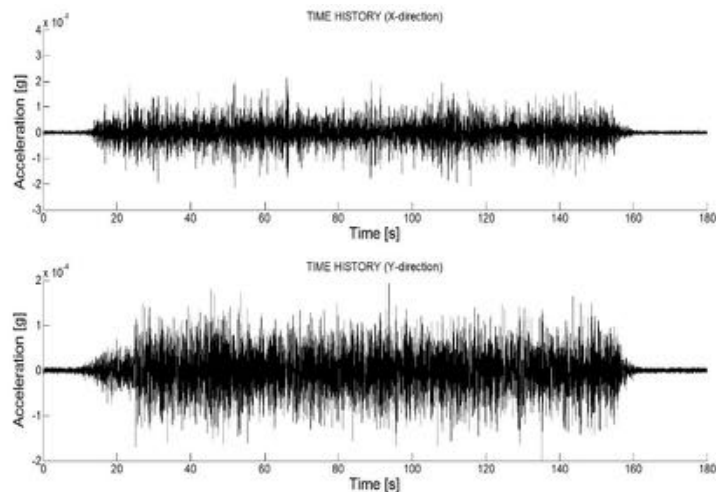 TIME HISTORY (X-direction)
x 10⁻⁴
4
3
2
1
0
-1
-2
-3
Acceleration [g]
0 20 40 60 80 100 120 140 160 180
Time [s]
TIME HISTORY (Y-direction)
x 10⁻⁴
2
1
0
-1
-2
Acceleration [g]
0 20 40 60 80 100 120 140 160 180
Time [s]